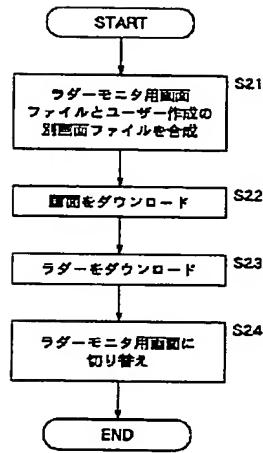 START
S21
ラダーモニタ用画面
ファイルとユーザー作成の
別画面ファイルを合成
S22
画面をダウンロード
S23
ラダーをダウンロード
S24
ラダーモニタ用画面に
切り替え
END